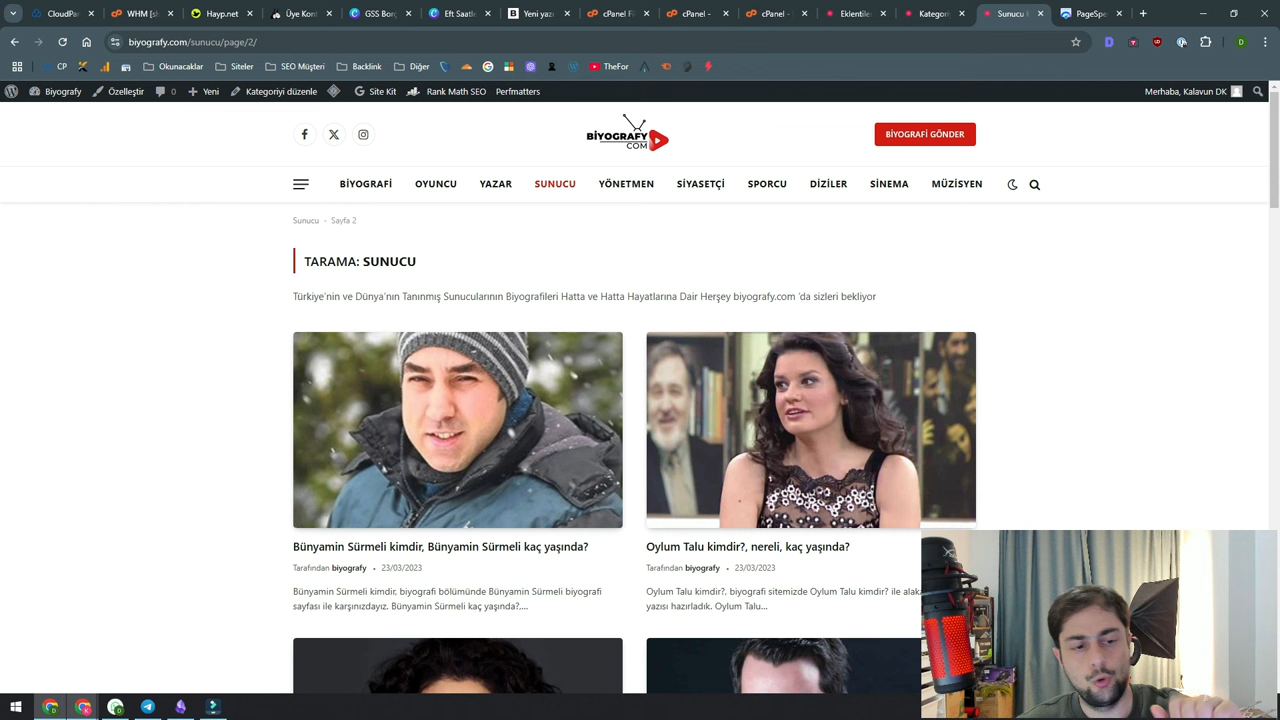 CloudPan
WHM [sh
Hayp.net
Üye Kont
GSS Borç
Eft Saatle
Yeni yazı
cPanel Fi
cPanel -
cPanel -
Eklentile
Kategori
Sunucu
PageSpe
biyografy.com/sunucu/page/2/
CP
Okunacaklar
Siteler
SEO Müşteri
Backlink
Diğer
TheFor
Biyografy
Özelleştir
0
Yeni
Kategoriyi düzenle
Site Kit
Rank Math SEO
Perfmatters
Merhaba, Kalavun DK
BİYOGRAFY
COM
BİYOGRAFİ GÖNDER
BİYOGRAFİ OYUNCU YAZAR SUNUCU YÖNETMEN SİYASETÇİ SPORCU DİZİLER SİNEMA MÜZİSYEN
Sunucu - Sayfa 2
TARAMA: SUNUCU
Türkiye'nin ve Dünya'nın Tanınmış Sunucularının Biyografileri Hatta ve Hatta Hayatlarına Dair Herşey biyografy.com 'da sizleri bekliyor
Bünyamin Sürmeli kimdir, Bünyamin Sürmeli kaç yaşında?
Tarafından biyografy • 23/03/2023
Bünyamin Sürmeli kimdir, biyografy bölümünde Bünyamin Sürmeli biyografi
sayfası ile karşınızdayız. Bünyamin Sürmeli kaç yaşında?,...
Oylum Talu kimdir?, nereli, kaç yaşında?
Tarafından biyografy • 23/03/2023
Oylum Talu kimdir?, biyografi sitemizde Oylum Talu kimdir? ile alaka
yazısı hazırladık. Oylum Talu...